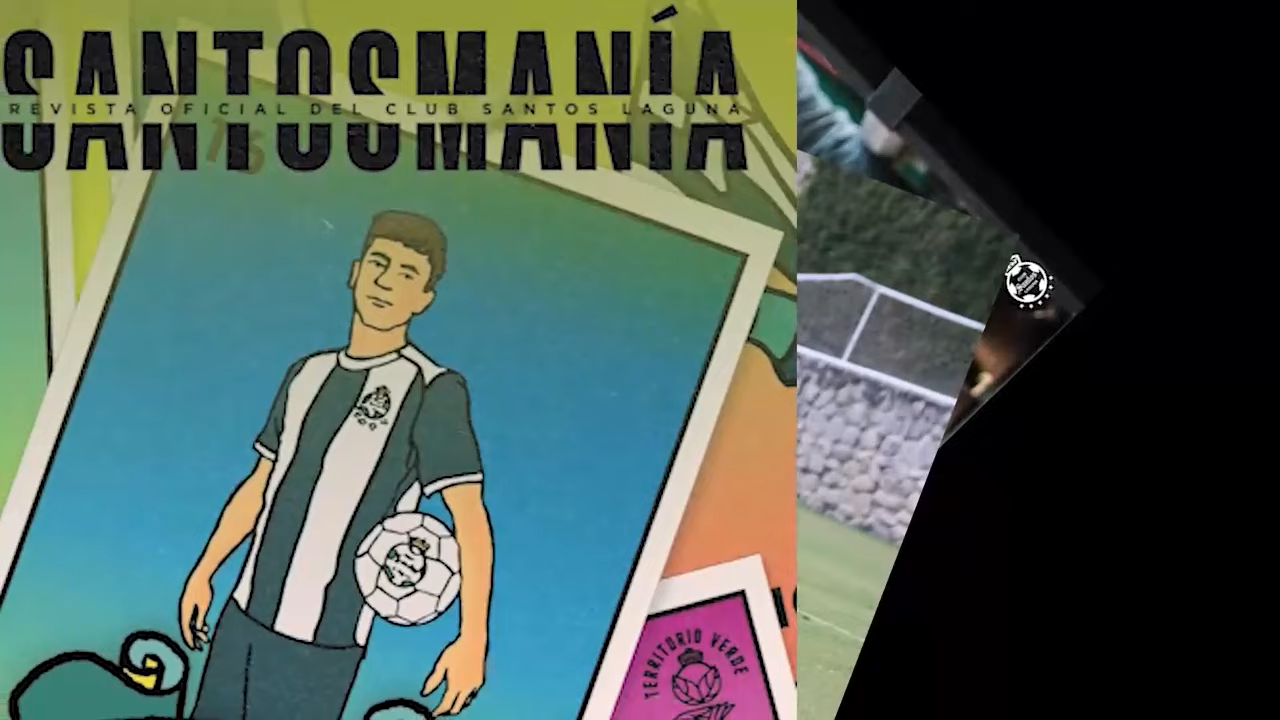 SANTOSMANÍA
REVISTA OFICIAL DEL CLUB SANTOS LAGUNA
TERRITORIO VERDE